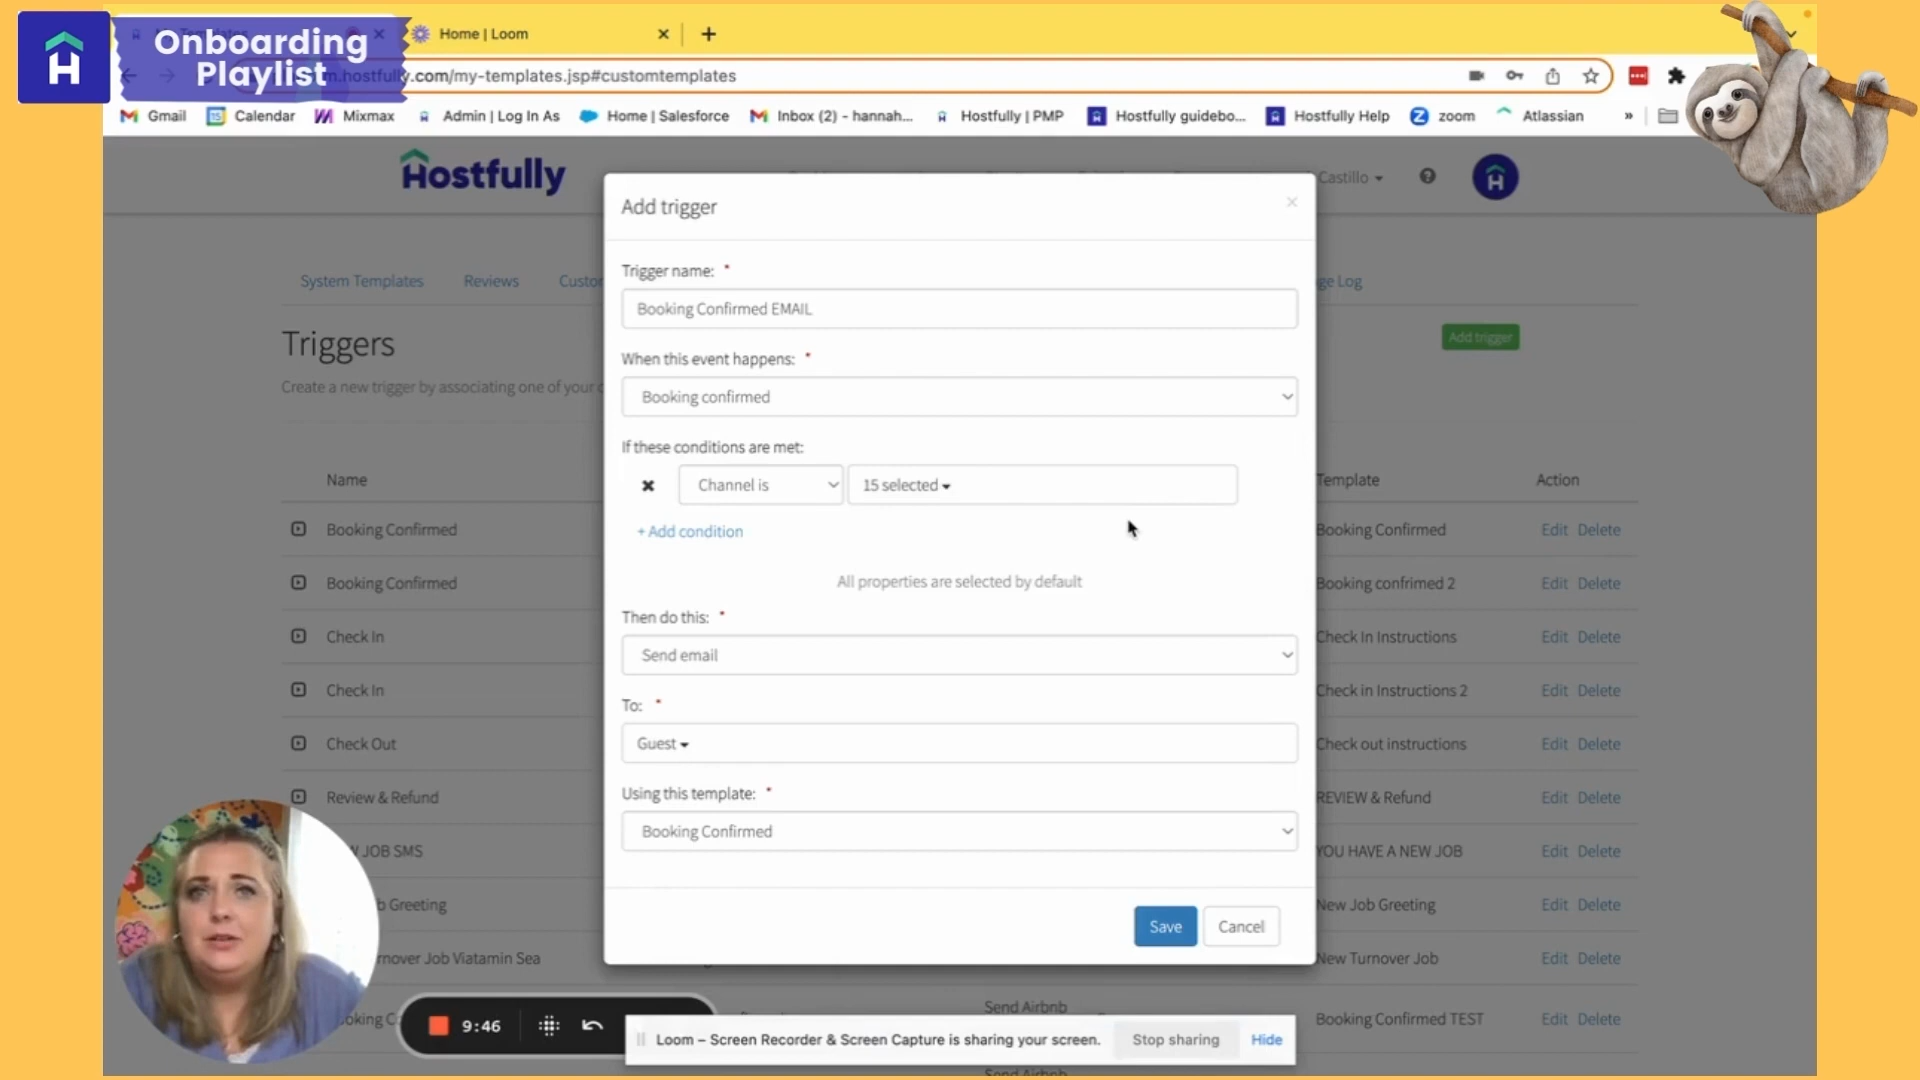 Onboarding
Playlist
Home | Loom
.hostfully.com/my-templates.jsp#customtemplates
Gmail Calendar Mixmax Admin | Log In As Home | Salesforce Inbox (2) - hannah... Hostfully | PMP Hostfully guidebo... Hostfully Help zoom Atlassian »
Hostfully
Castillo
Add trigger
System Templates Reviews Custor
ge Log
Trigger name: *
Booking Confirmed EMAIL
Triggers
Add trigger
When this event happens: *
Create a new trigger by associating one of your c
Booking confirmed
If these conditions are met:
Name
Template Action
Channel is 15 selected
Booking Confirmed
Booking Confirmed Edit Delete
+ Add condition
All properties are selected by default
Booking Confirmed
Booking confrimed 2 Edit Delete
Then do this: *
Check In
Check In Instructions Edit Delete
Send email
Check In
Check in Instructions 2 Edit Delete
To: *
Guest
Check Out
Check out instructions Edit Delete
Using this template: *
Review & Refund
REVIEW & Refund Edit Delete
Booking Confirmed
W JOB SMS
YOU HAVE A NEW JOB Edit Delete
b Greeting
New Job Greeting Edit Delete
Save Cancel
rnover Job Viatamin Sea
New Turnover Job Edit Delete
Send Airbnb
oking Co
Booking Confirmed TEST Edit Delete
9:46
Loom – Screen Recorder & Screen Capture is sharing your screen. Stop sharing Hide
Send Airbnb